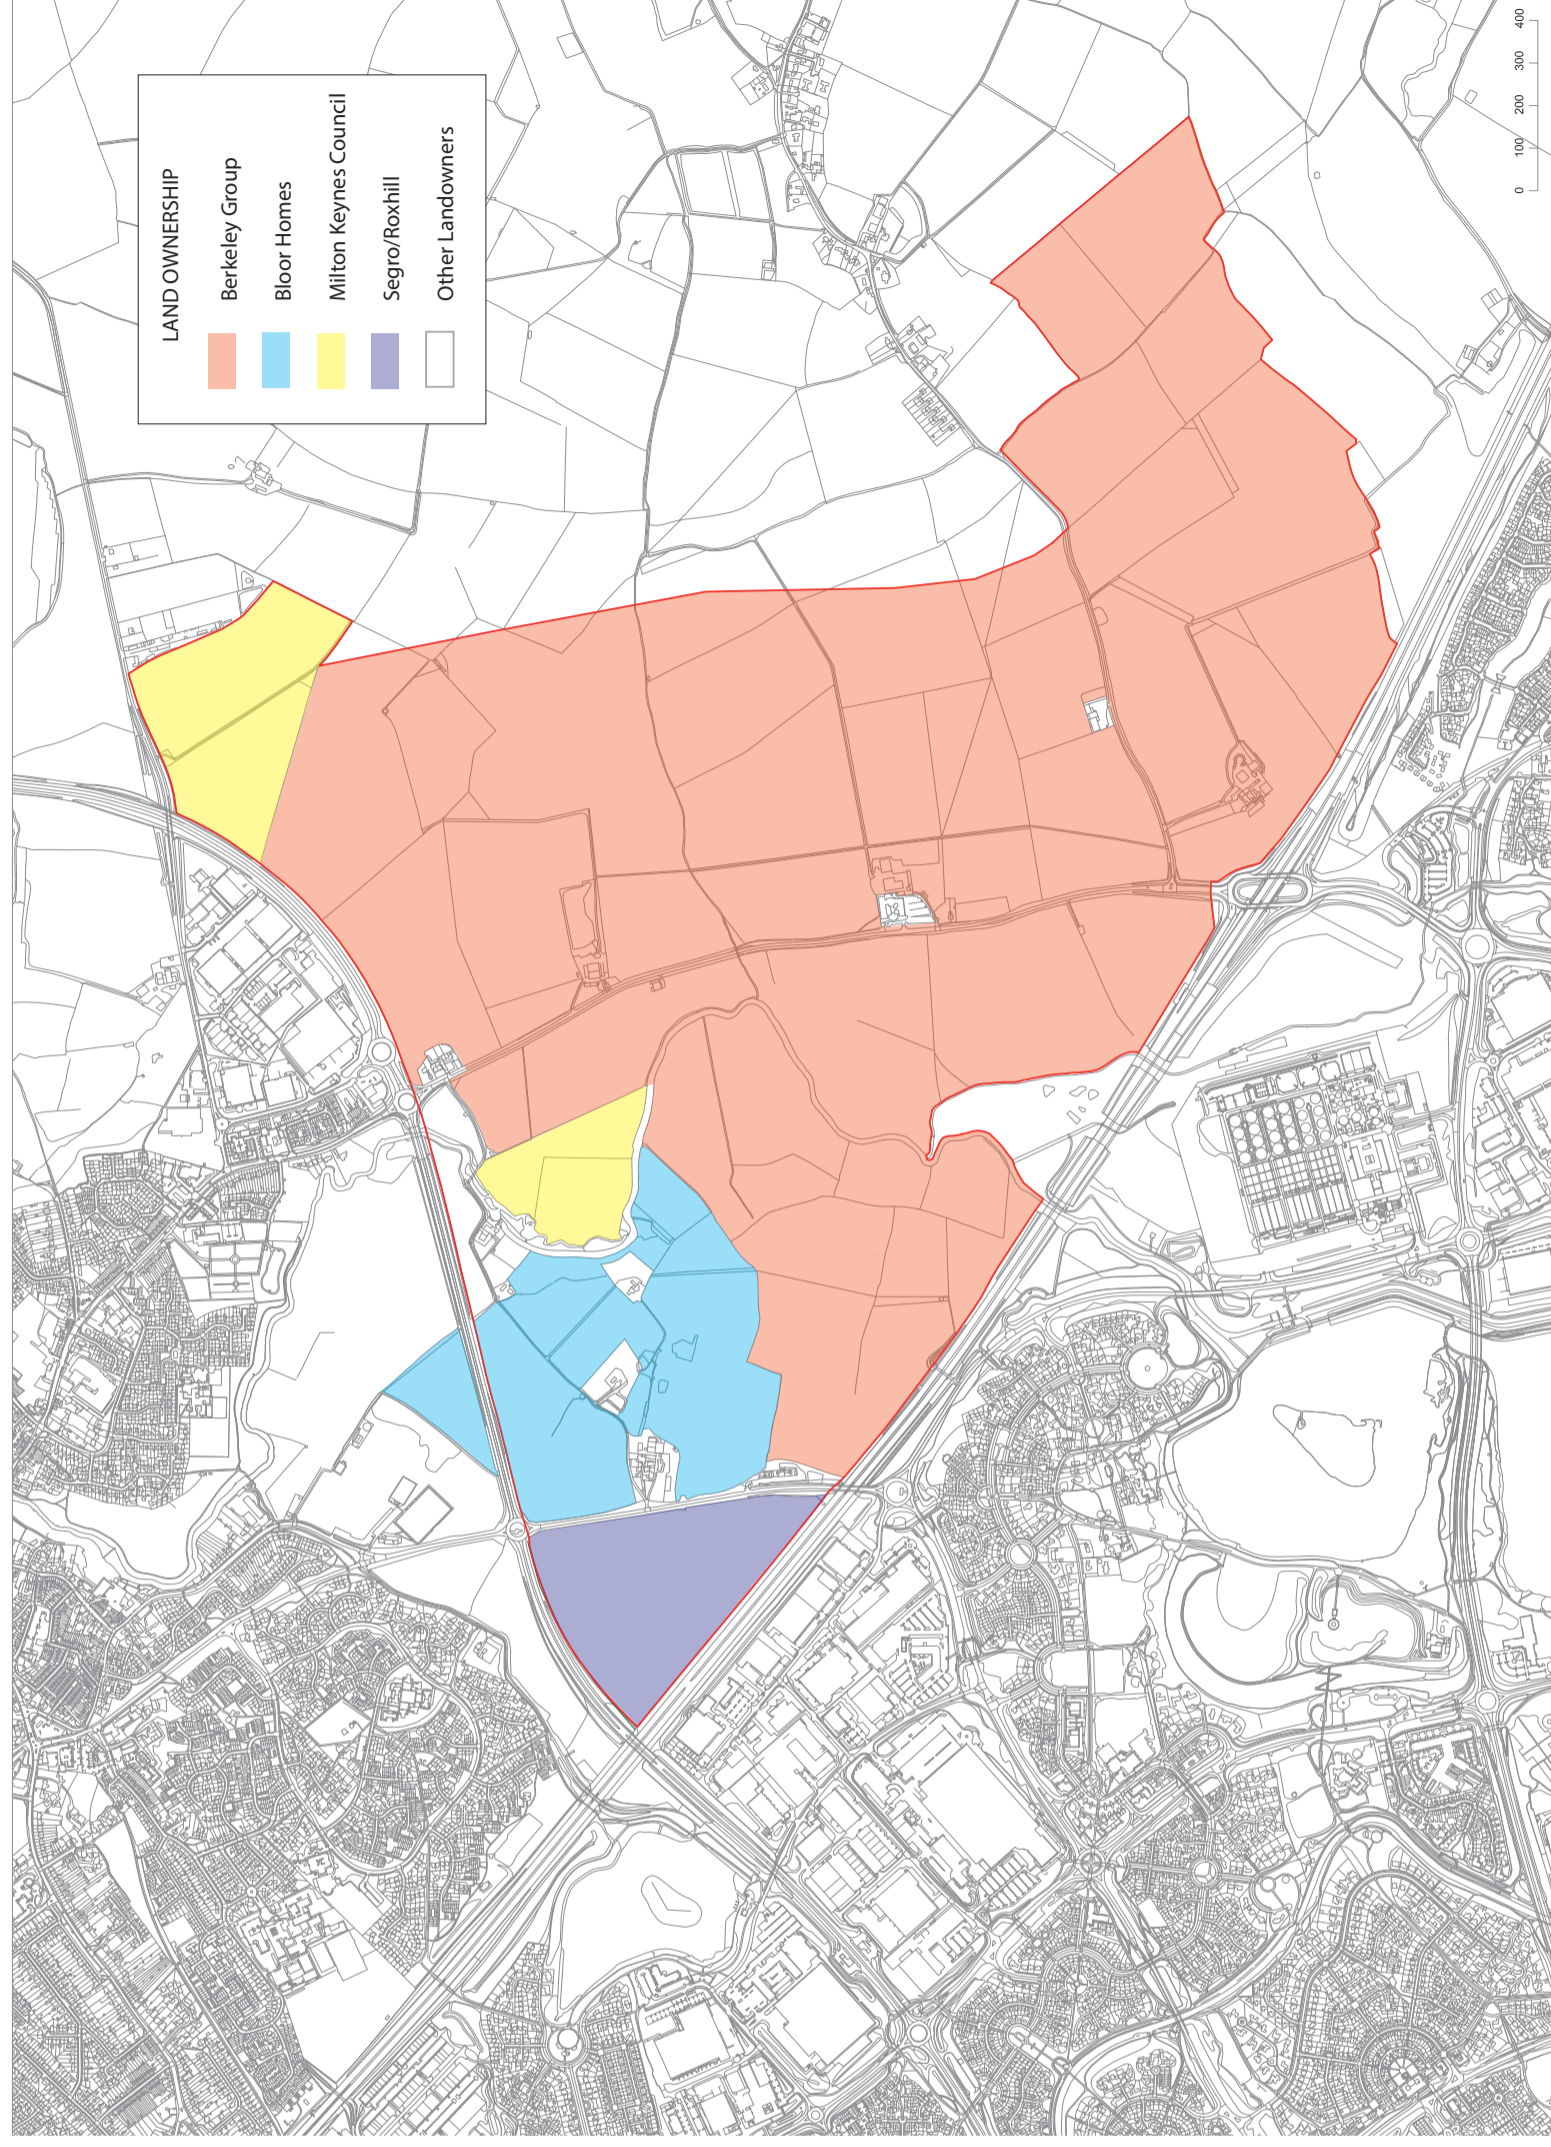 LAND OWNERSHIP
Berkeley Group
Bloor Homes
Milton Keynes Council
Segro/Roxhill
Other Landowners
0 100 200 300 400